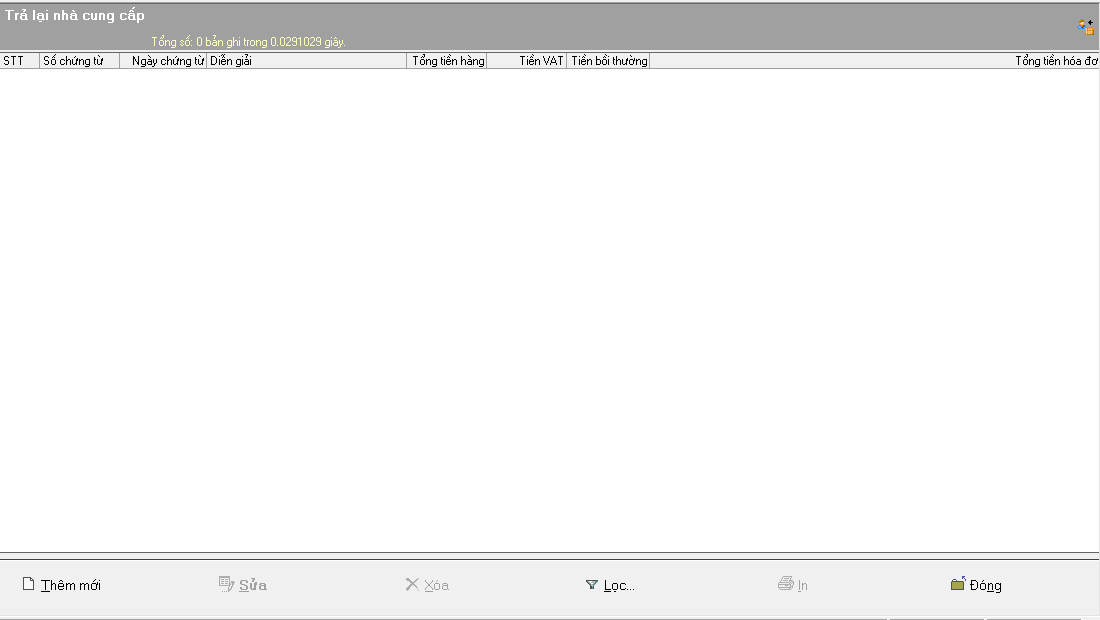 Trả lại nhà cung cấp
Tổng số: 0 bản ghi trong 0.0291029 giây.
STT Số chứng từ Ngày chứng từ Diễn giải Tổng tiền hàng Tiền VAT Tiền bồi thường Tổng tiền hóa đơ
Thêm mới Sửa Xóa Lọc... In Đóng